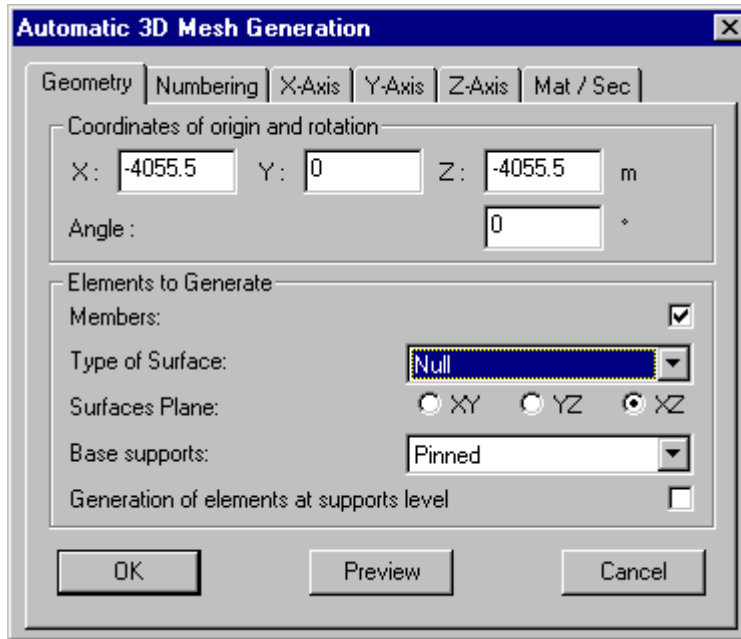 Automatic 3D Mesh Generation
Geometry Numbering X-Axis Y-Axis Z-Axis Mat / Sec
Coordinates of origin and rotation
X : -4055.5 Y : 0 Z : -4055.5 m
Angle : 0 °
Elements to Generate
Members:
Type of Surface: Null
Surfaces Plane: XY YZ XZ
Base supports: Pinned
Generation of elements at supports level
OK Preview Cancel